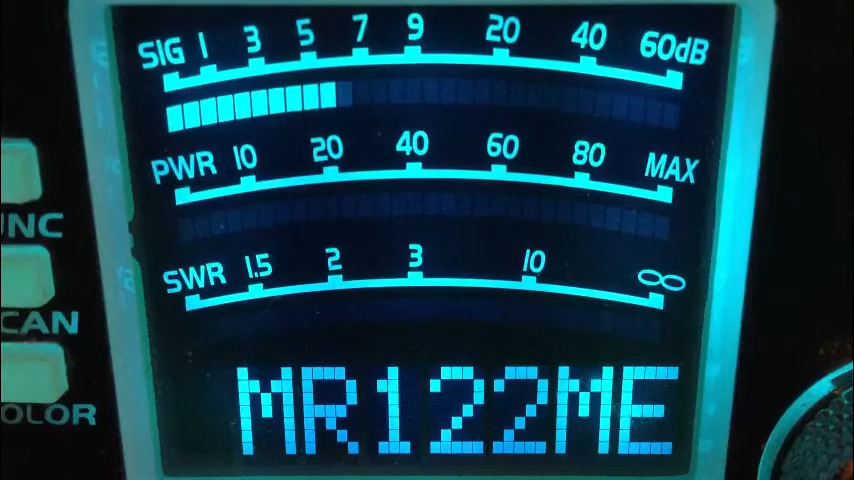 SIG 1 3 5 7 9 20 40 60dB
PWR 10 20 40 60 80 MAX
UNC
SWR 1.5 2 3 10 ∞
CAN
MR122ME
OLOR